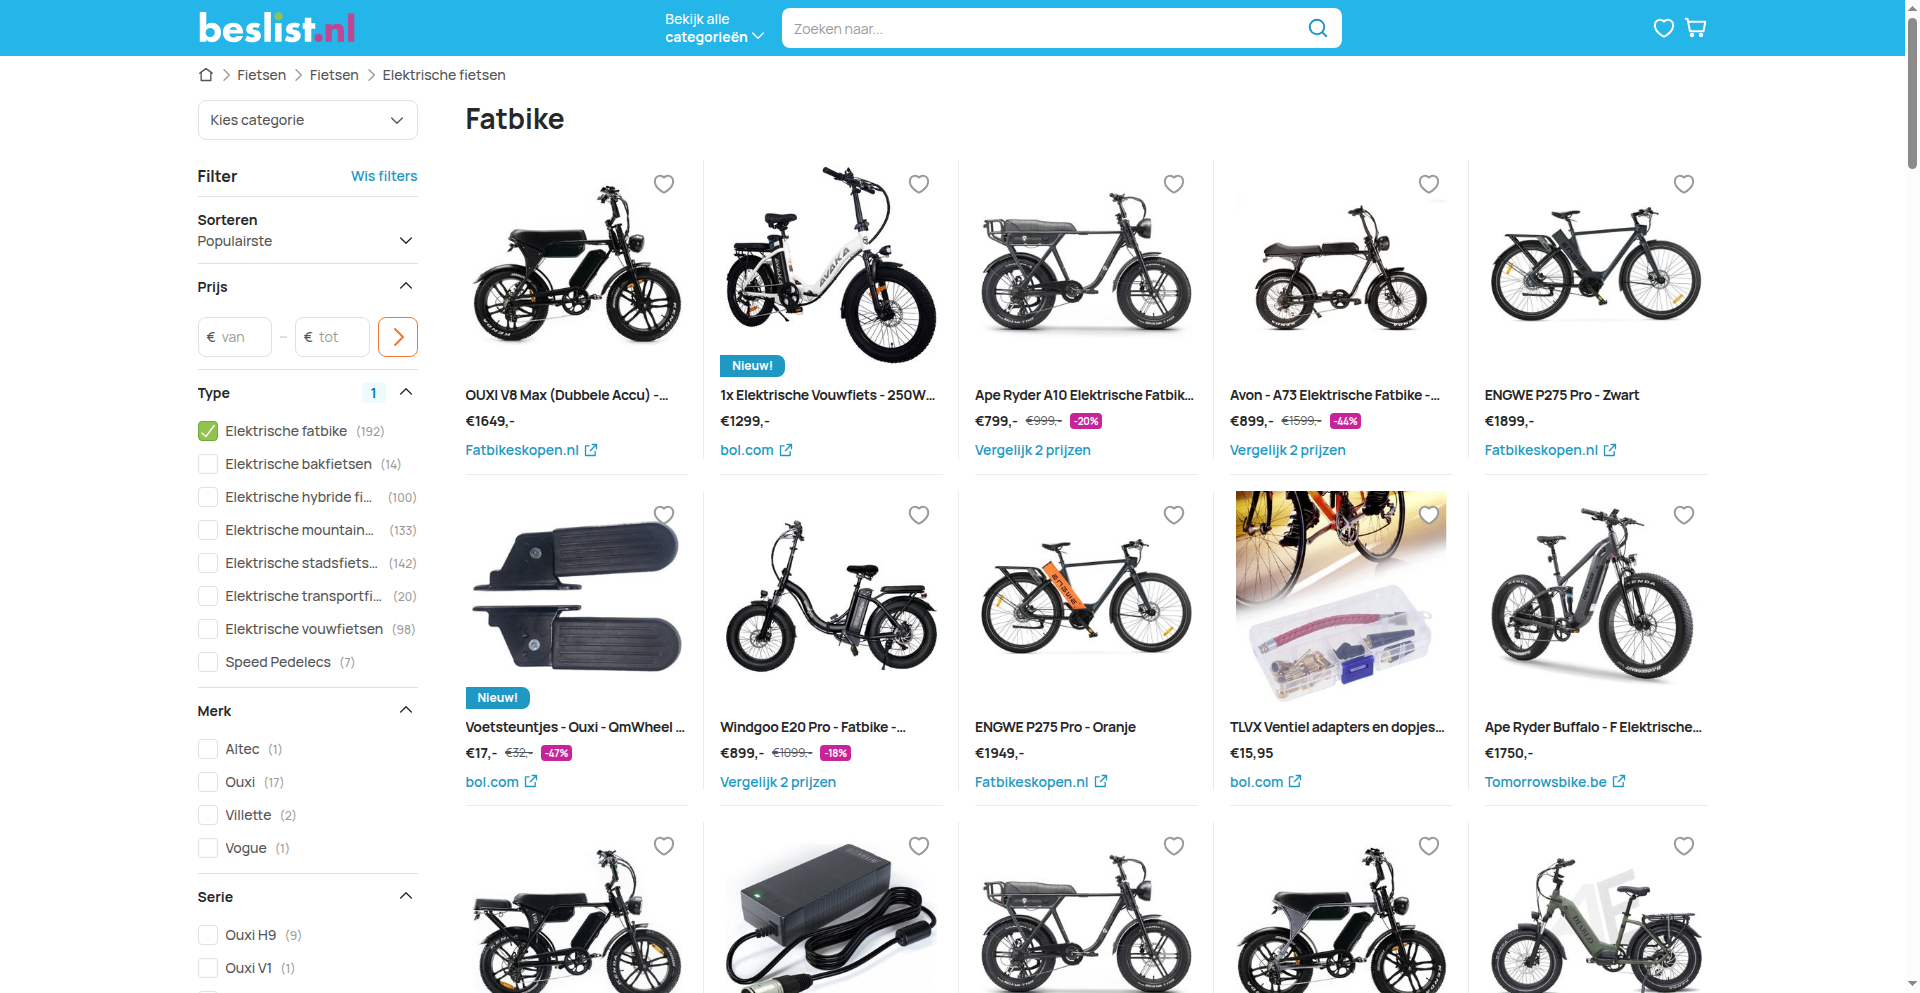 beslist.nl
Bekijk alle
categorieën
Zoeken naar...
Fietsen
Fietsen
Elektrische fietsen
Kies categorie
Fatbike
Filter
Wis filters
Sorteren
Populairste
Prijs
€ van
–
€ tot
Type
1
Elektrische fatbike (192)
Elektrische bakfietsen (14)
Elektrische hybride fi... (100)
Elektrische mountain... (133)
Elektrische stadsfiets... (142)
Elektrische transportfi... (20)
Elektrische vouwfietsen (98)
Speed Pedelecs (7)
Merk
Altec (1)
Ouxi (17)
Villette (2)
Vogue (1)
Serie
Ouxi H9 (9)
Ouxi V1 (1)
OUXI V8 Max (Dubbele Accu) -...
€1649,-
Fatbikeskopen.nl
AVAKA
Nieuw!
1x Elektrische Vouwfiets - 250W...
€1299,-
bol.com
Ape Ryder A10 Elektrische Fatbik...
€799,- €999,- -20%
Vergelijk 2 prijzen
Avon - A73 Elektrische Fatbike -...
€899,- €1599,- -44%
Vergelijk 2 prijzen
ENGWE P275 Pro - Zwart
€1899,-
Fatbikeskopen.nl
Nieuw!
Voetsteuntjes - Ouxi - QmWheel ...
€17,- €32,- -47%
bol.com
Windgoo E20 Pro - Fatbike -...
€899,- €1099,- -18%
Vergelijk 2 prijzen
ENGWE
ENGWE P275 Pro - Oranje
€1949,-
Fatbikeskopen.nl
TLVX Ventiel adapters en dopjes...
€15,95
bol.com
KENDA
Ape Ryder Buffalo - F Elektrische...
€1750,-
Tomorrowsbike.be